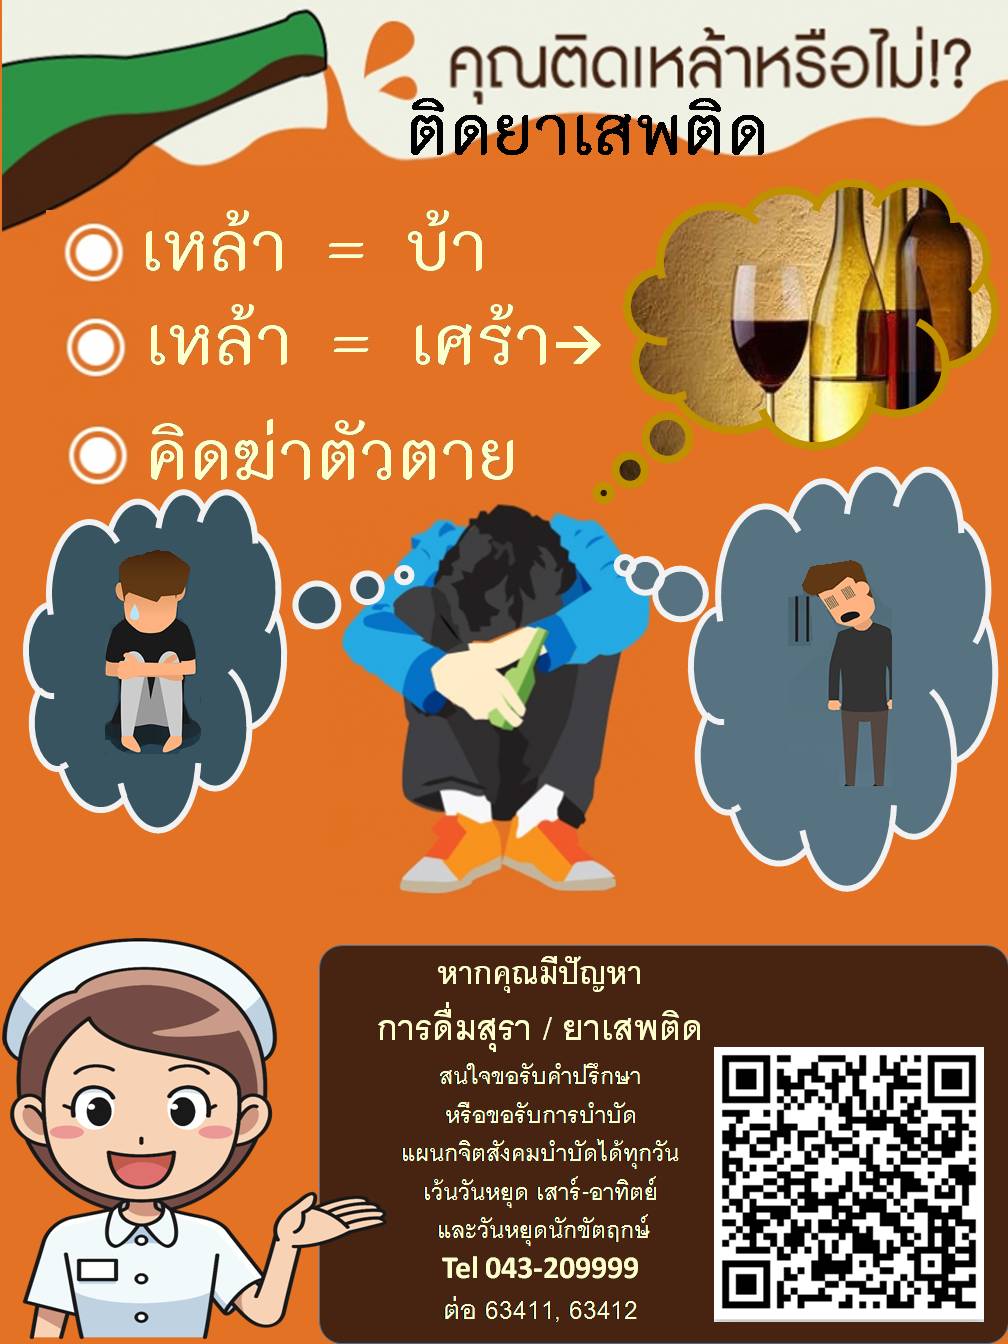 คุณติดเหล้าหรือไม่!?
ติดยาเสพติด
เหล้า = บ้า
เหล้า = เศร้า→
คิดฆ่าตัวตาย
หากคุณมีปัญหา
การดื่มสุรา / ยาเสพติด
สนใจขอรับคำปรึกษา
หรือขอรับการบำบัด
แผนกจิตสังคมบำบัดได้ทุกวัน
เว้นวันหยุด เสาร์-อาทิตย์
และวันหยุดนักขัตฤกษ์
Tel 043-209999
ต่อ 63411, 63412